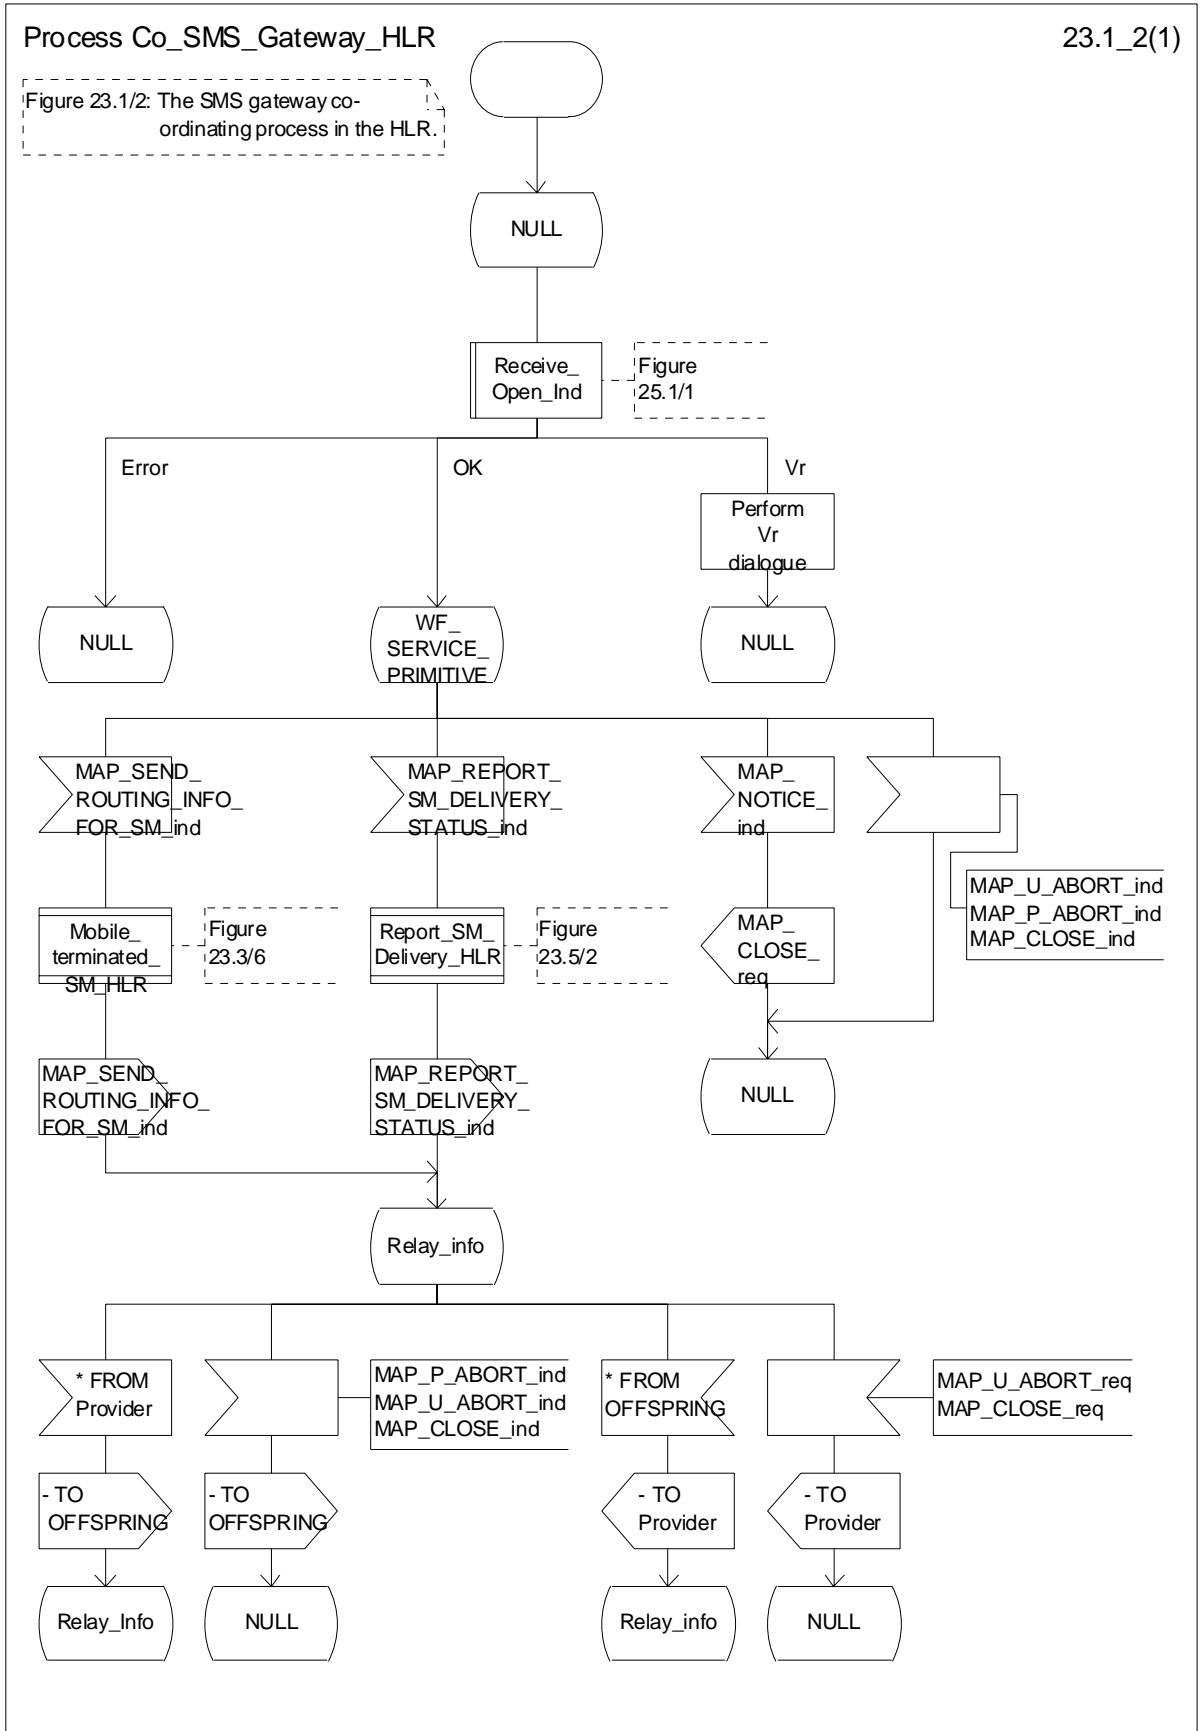 Process Co_SMS_Gateway_HLR
23.1_2(1)
Figure 23.1/2: The SMS gateway co-
ordinating process in the HLR.
NULL
Receive_
Open_Ind
Figure
25.1/1
Error
OK
Vr
Perform
Vr
dialogue
NULL
WF_
SERVICE_
PRIMITIVE
NULL
MAP_SEND_
ROUTING_INFO_
FOR_SM_ind
MAP_REPORT_
SM_DELIVERY_
STATUS_ind
MAP_
NOTICE_
ind
MAP_U_ABORT_ind
MAP_P_ABORT_ind
MAP_CLOSE_ind
Mobile_
terminated_
SM_HLR
Figure
23.3/6
Report_SM_
Delivery_HLR
Figure
23.5/2
MAP_
CLOSE_
req
MAP_SEND_
ROUTING_INFO_
FOR_SM_ind
MAP_REPORT_
SM_DELIVERY_
STATUS_ind
NULL
Relay_info
* FROM
Provider
MAP_P_ABORT_ind
MAP_U_ABORT_ind
MAP_CLOSE_ind
* FROM
OFFSPRING
MAP_U_ABORT_req
MAP_CLOSE_req
- TO
OFFSPRING
- TO
OFFSPRING
- TO
Provider
- TO
Provider
Relay_Info
NULL
Relay_info
NULL